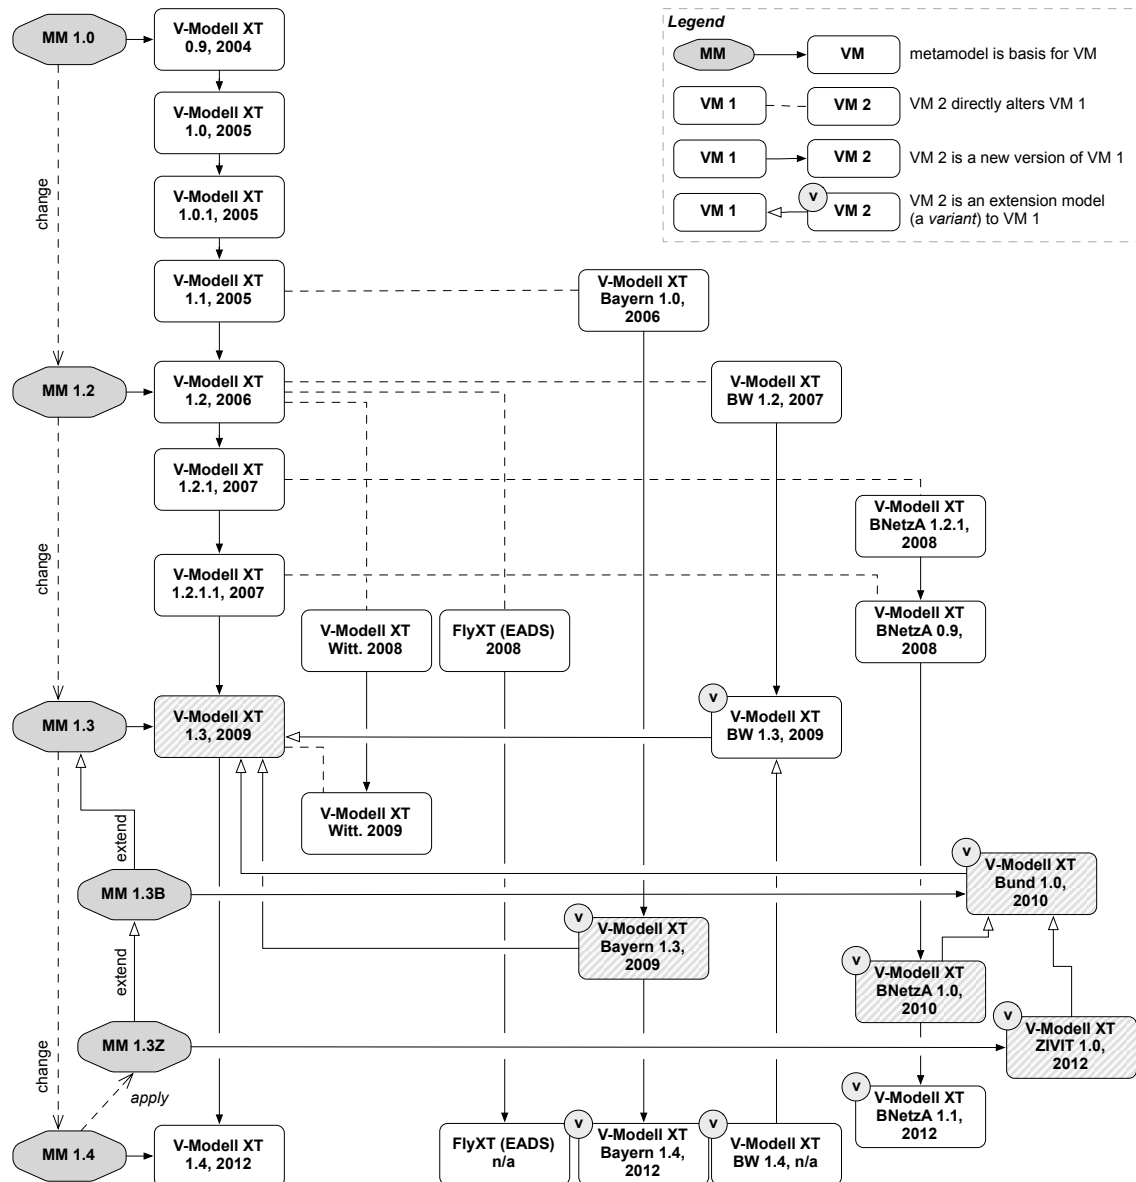 MM 1.0
V-Modell XT
0.9, 2004
Legend
MM
VM
metamodel is basis for VM
VM 1
VM 2
VM 2 directly alters VM 1
VM 1
VM 2
VM 2 is a new version of VM 1
VM 1
v
VM 2
VM 2 is an extension model
(a variant) to VM 1
V-Modell XT
1.0, 2005
change
V-Modell XT
1.0.1, 2005
V-Modell XT
1.1, 2005
V-Modell XT
Bayern 1.0,
2006
MM 1.2
V-Modell XT
1.2, 2006
V-Modell XT
BW 1.2, 2007
V-Modell XT
1.2.1, 2007
V-Modell XT
BNetzA 1.2.1,
2008
change
V-Modell XT
1.2.1.1, 2007
V-Modell XT
Witt. 2008
FlyXT (EADS)
2008
V-Modell XT
BNetzA 0.9,
2008
MM 1.3
V-Modell XT
1.3, 2009
v
V-Modell XT
BW 1.3, 2009
V-Modell XT
Witt. 2009
extend
MM 1.3B
v
V-Modell XT
Bund 1.0,
2010
v
V-Modell XT
Bayern 1.3,
2009
extend
v
V-Modell XT
BNetzA 1.0,
2010
MM 1.3Z
v
V-Modell XT
ZIVIT 1.0,
2012
change
apply
v
V-Modell XT
BNetzA 1.1,
2012
MM 1.4
V-Modell XT
1.4, 2012
FlyXT (EADS)
n/a
v
V-Modell XT
Bayern 1.4,
2012
v
V-Modell XT
BW 1.4, n/a